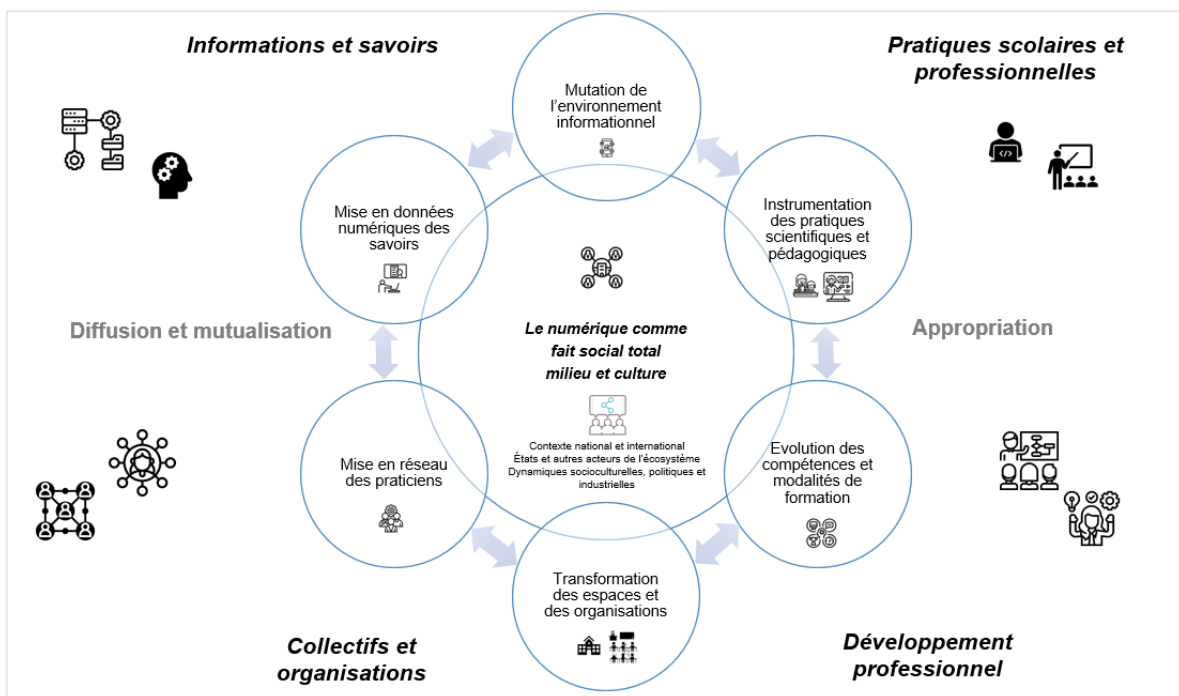 Informations et savoirs
Pratiques scolaires et
professionnelles
Mutation de
l'environnement
informationnel
Mise en données
numériques des
savoirs
Instrumentation
des pratiques
scientifiques et
pédagogiques
Diffusion et mutualisation
Le numérique comme
fait social total
milieu et culture
Appropriation
Contexte national et international
États et autres acteurs de l'écosystème
Dynamiques socioculturelles, politiques et
industrielles
Mise en réseau
des praticiens
Evolution des
compétences et
modalités de
formation
Transformation
des espaces et
des organisations
Collectifs et
organisations
Développement
professionnel